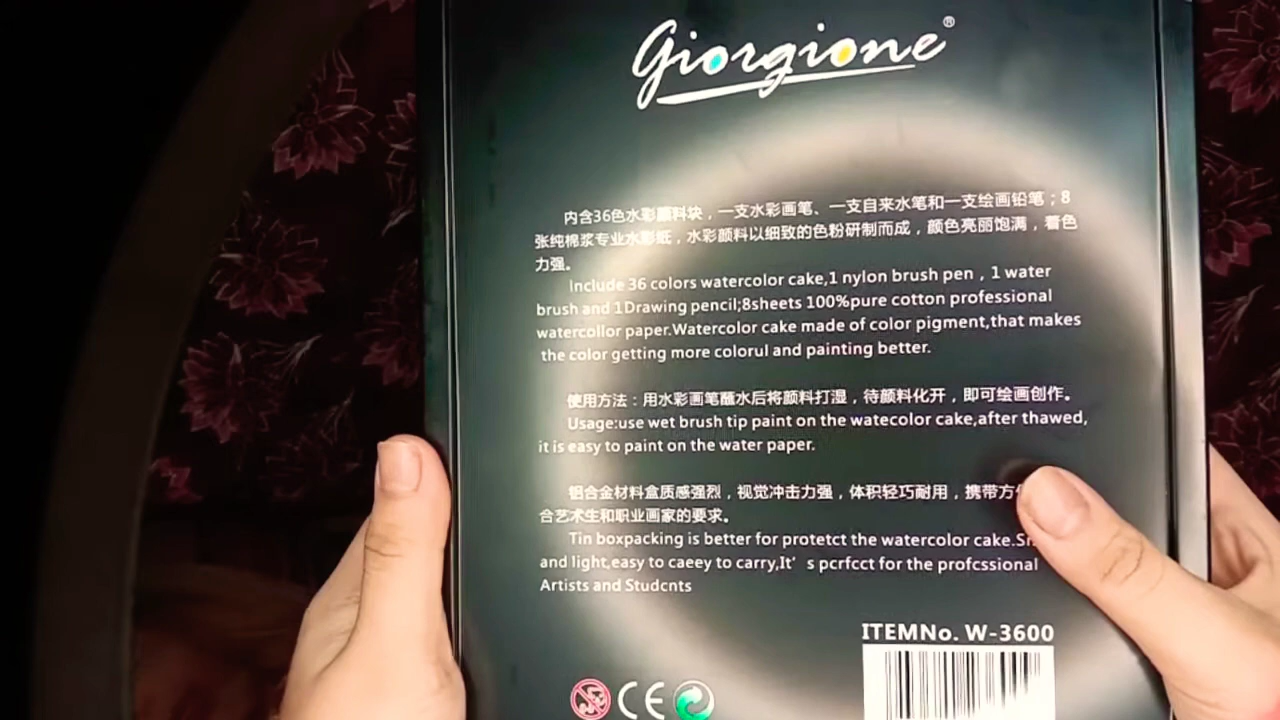 Giorgione®
内含36色水彩颜料块，一支水彩画笔、一支自来水笔和一支绘画铅笔；8
张纯棉浆专业水彩纸，水彩颜料以细致的色粉研制而成，颜色亮丽饱满，着色
力强。
Include 36 colors watercolor cake,1 nylon brush pen , 1 water
brush and 1Drawing pencil;8sheets 100%pure cotton professional
watercollor paper.Watercolor cake made of color pigment,that makes
the color getting more colorul and painting better.
使用方法：用水彩画笔蘸水后将颜料打湿，待颜料化开，即可绘画创作。
Usage:use wet brush tip paint on the watecolor cake,after thawed,
it is easy to paint on the water paper.
铝合金材料盒质感强烈，视觉冲击力强，体积轻巧耐用，携带方
合艺术生和职业画家的要求。
Tin boxpacking is better for protetct the watercolor cake.
and light,easy to caeey to carry,It's pcrfcct for the profcssional
Artists and Studcnts
ITEMNo. W-3600
CE